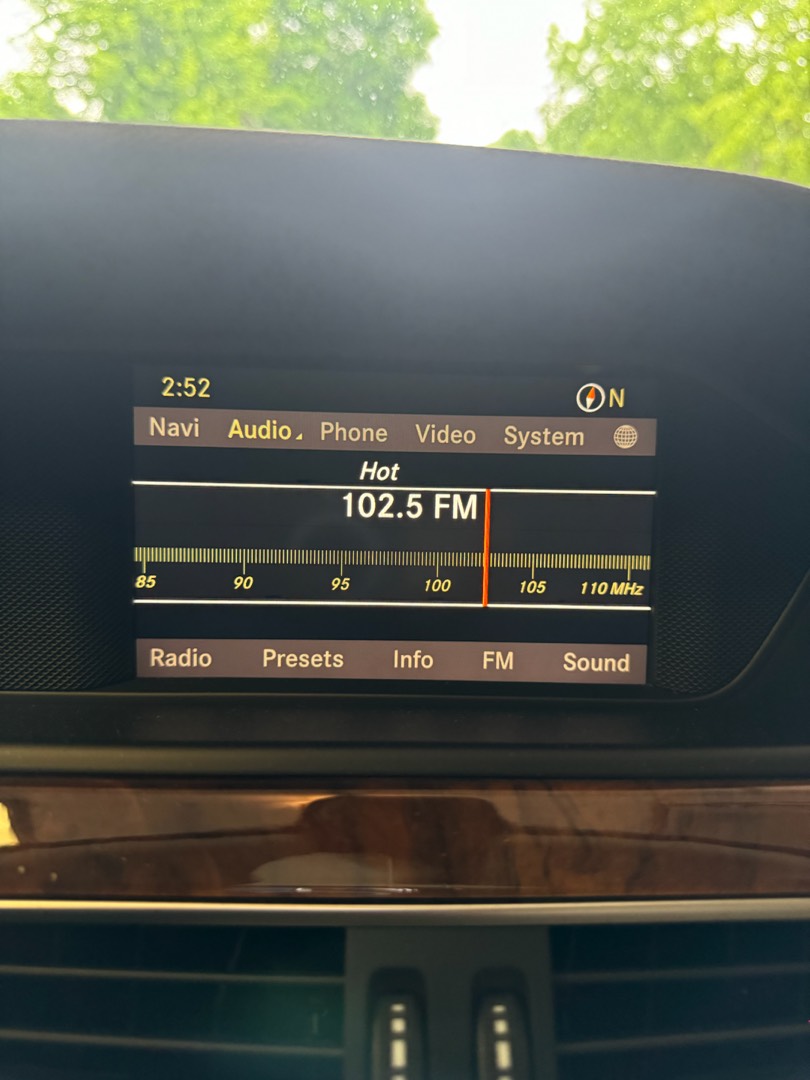 2:52 N
Navi Audio Phone Video System
Hot
102.5 FM
85 90 95 100 105 110 MHz
Radio Presets Info FM Sound